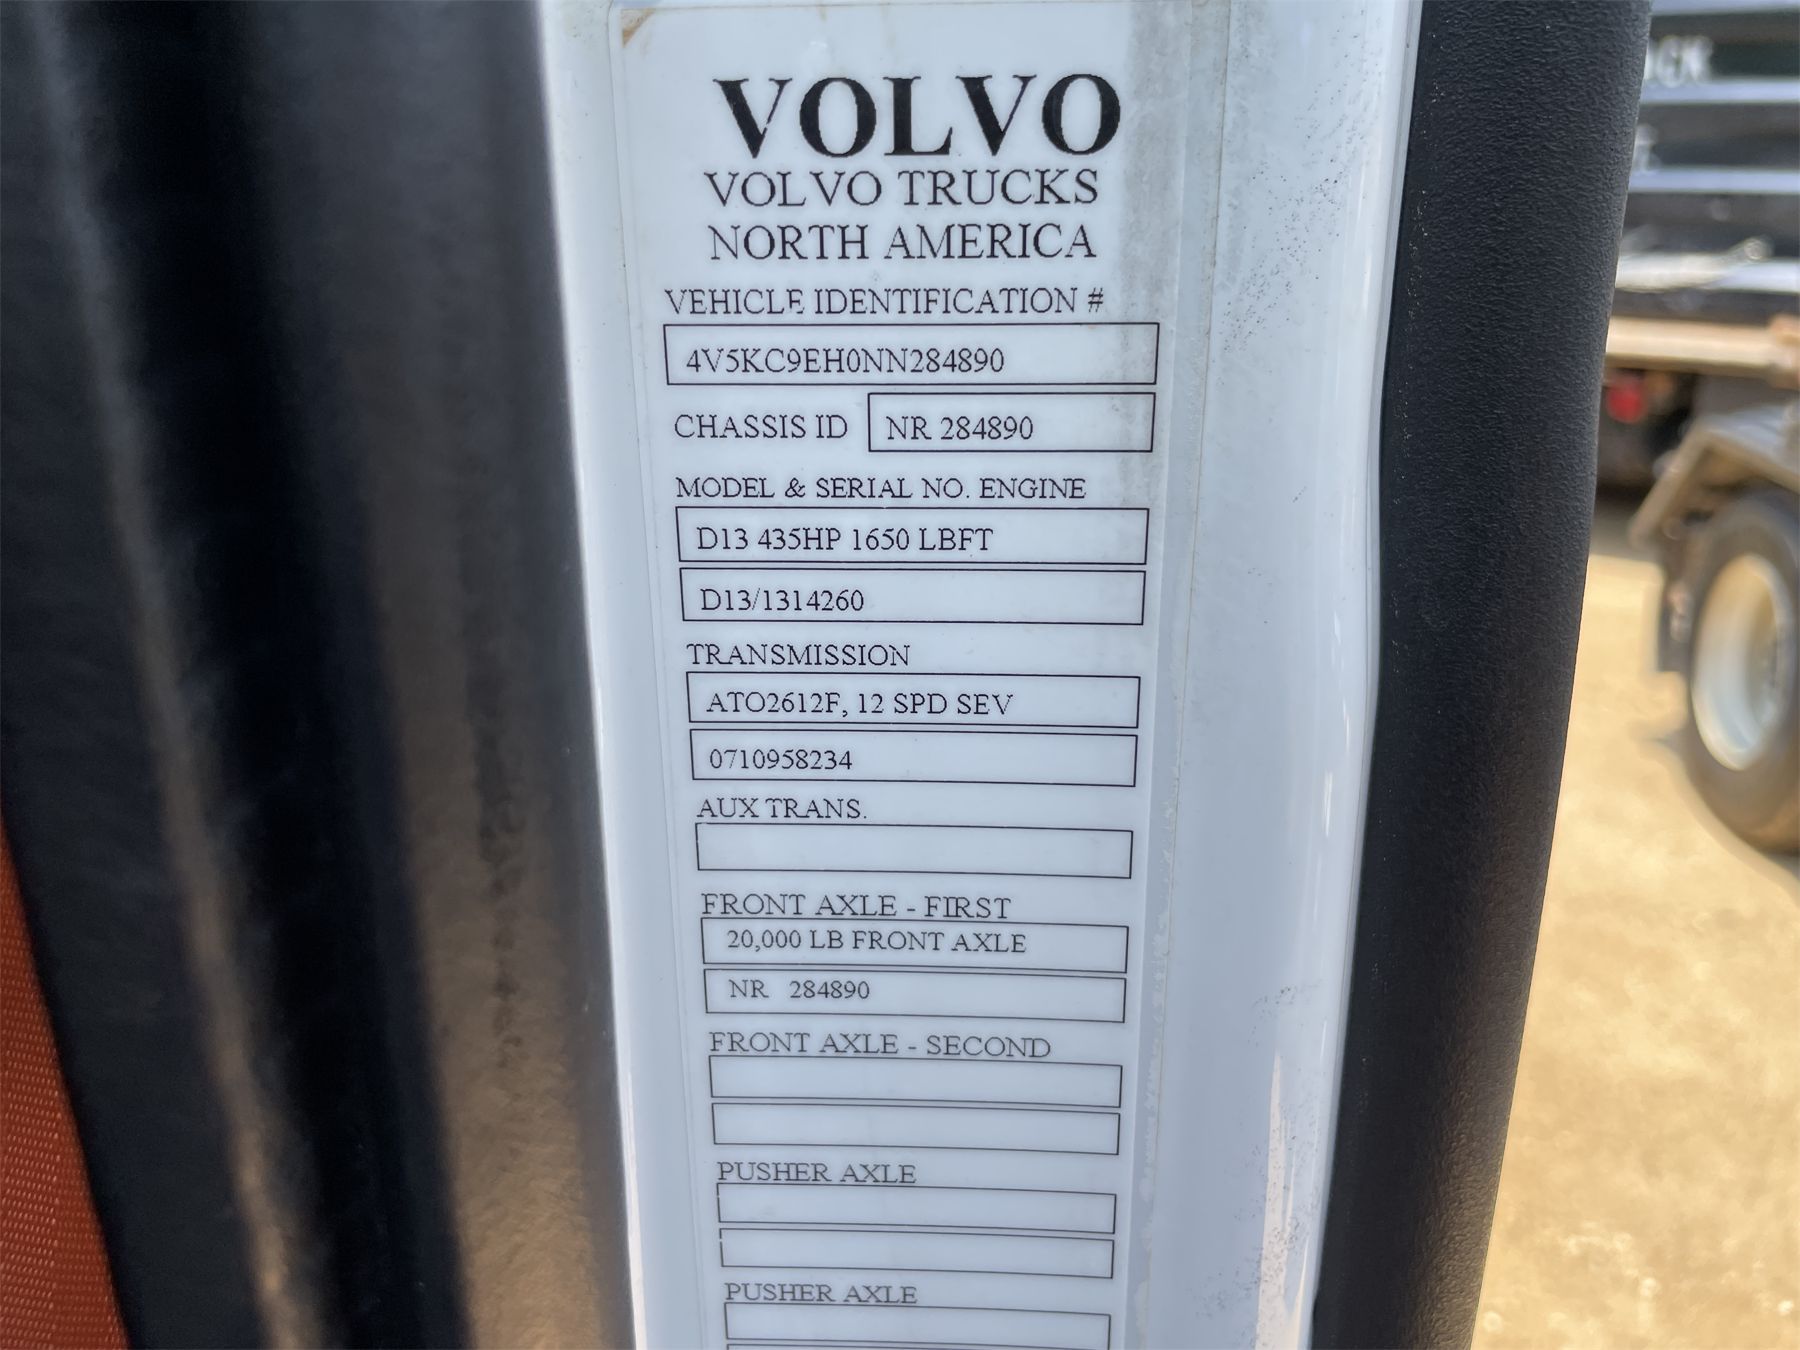 VOLVO
VOLVO TRUCKS
NORTH AMERICA
VEHICLE IDENTIFICATION #
4V5KC9EH0NN284890
CHASSIS ID NR 284890
MODEL & SERIAL NO. ENGINE
D13 435HP 1650 LBFT
D13/1314260
TRANSMISSION
ATO2612F, 12 SPD SEV
0710958234
AUX TRANS.
FRONT AXLE - FIRST
20,000 LB FRONT AXLE
NR 284890
FRONT AXLE - SECOND
PUSHER AXLE
PUSHER AXLE